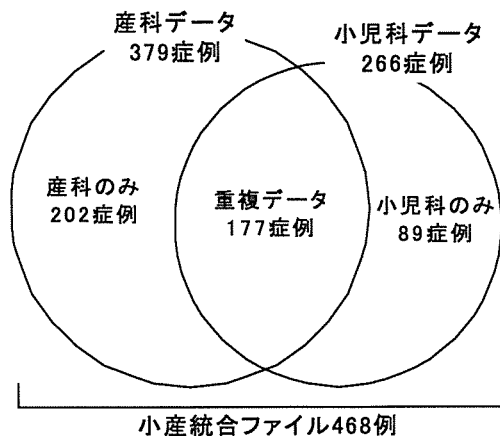 産科データ
379症例
小児科データ
266症例
産科のみ
202症例
重複データ
177症例
小児科のみ
89症例
小産統合ファイル468例